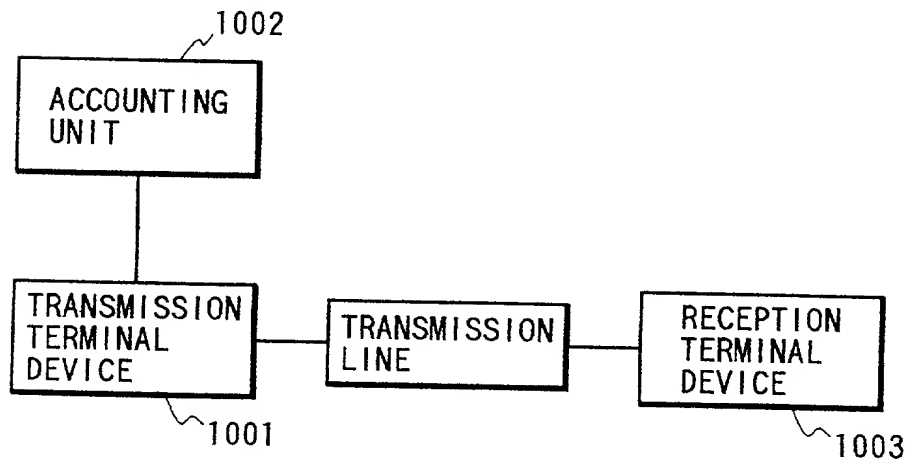 1002
ACCOUNTING
UNIT
TRANSMISSION
TERMINAL
DEVICE
1001
TRANSMISSION
LINE
RECEPTION
TERMINAL
DEVICE
1003